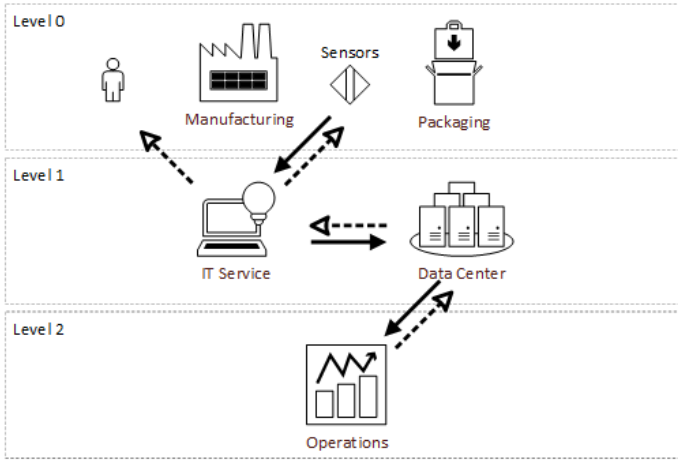 Level 0
Sensors
Manufacturing
Packaging
Level 1
IT Service
Data Center
Level 2
Operations